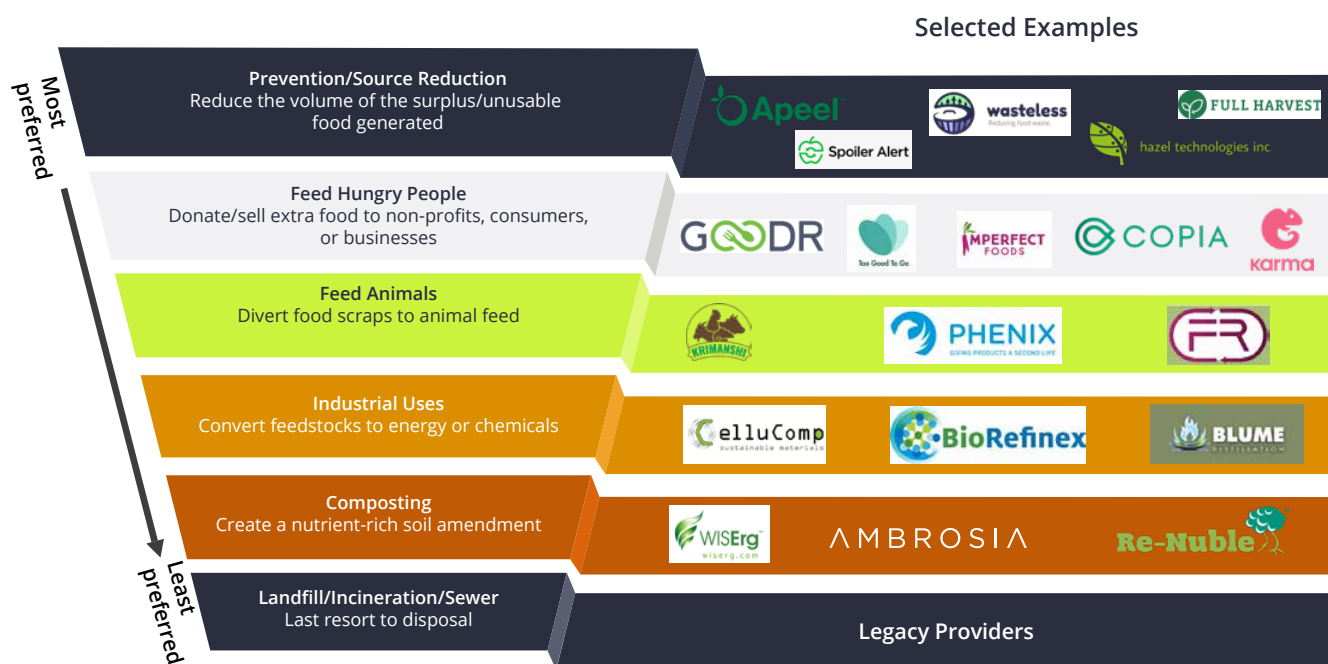 Selected Examples
Most
preferred
Prevention/Source Reduction
Reduce the volume of the surplus/unusable
food generated
Apeel™
wasteless
Reducing food waste.
FULL HARVEST
Spoiler Alert
hazel technologies inc
Feed Hungry People
Donate/sell extra food to non-profits, consumers,
or businesses
GOODR
Too Good To Go
IMPERFECT
FOODS
COPIA
karma
Feed Animals
Divert food scraps to animal feed
KRIMANSHI
PHENIX
GIVING PRODUCTS A SECOND LIFE
FR
Industrial Uses
Convert feedstocks to energy or chemicals
CelluComp
sustainable materials
BioRefinex
BLUME
DISTILLATION
Composting
Create a nutrient-rich soil amendment
WISErg™
wiserg.com
AMBROSIA
Re-Nuble
Least
preferred
Landfill/Incineration/Sewer
Last resort to disposal
Legacy Providers